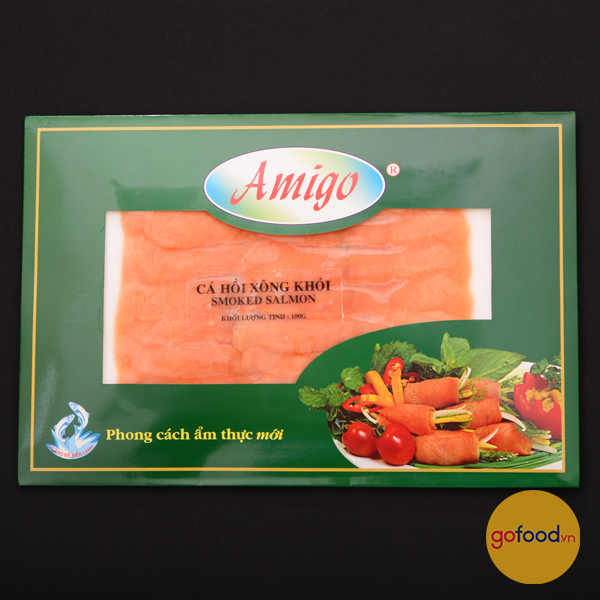 Amigo ®
CÁ HỒI XÔNG KHÓI
SMOKED SALMON
KHỐI LƯỢNG TỊNH : 100G
Phong cách ẩm thực mới
gofood.vn